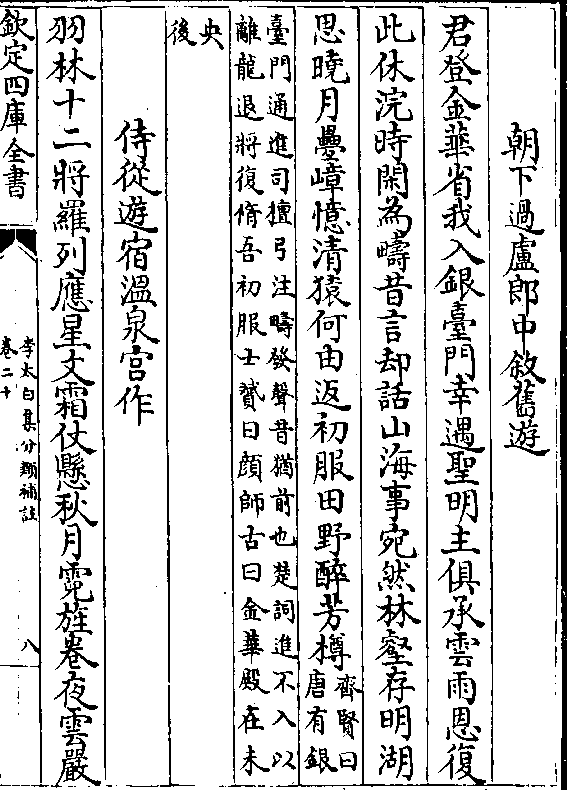 朝下過盧郎中敘舊遊
君登金華省我入銀臺門幸遇聖明主俱承雲雨恩復
此休浣時閑為疇昔言却話山海事宛然林壑存明湖
思曉月疊嶂憶清猿何由返初服田野醉芳樽齊賢曰
唐有銀
臺門通進司檀弓注疇發聲昔猶前也楚詞進不入以
離龍退將復脩吾初服士贇曰顔師古曰金華殿在未
央
後
侍從遊宿溫泉宮作
羽林十二將羅列應星文霜仗懸秋月霓旌卷夜雲嚴
欽定四庫全書
李太白集分類補註
卷二十
八